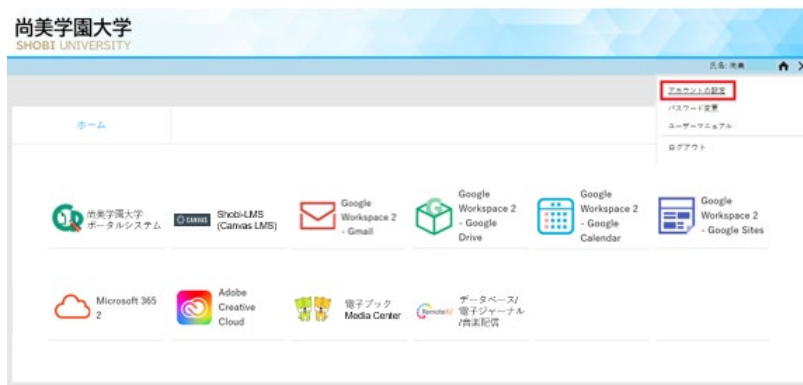 尚美学園大学
SHOBI UNIVERSITY
氏名: 尚美
アカウントの設定
パスワード変更
ユーザーマニュアル
ログアウト
ホーム
尚美学園大学
ポータルシステム
CANVAS
Shobi-LMS
(Canvas LMS)
Google
Workspace 2
- Gmail
Google
Workspace 2
- Google
Drive
Google
Workspace 2
- Google
Calendar
Google
Workspace 2
- Google Sites
Microsoft 365
2
Adobe
Creative
Cloud
電子ブック
Media Center
データベース/
電子ジャーナル
/音楽配信